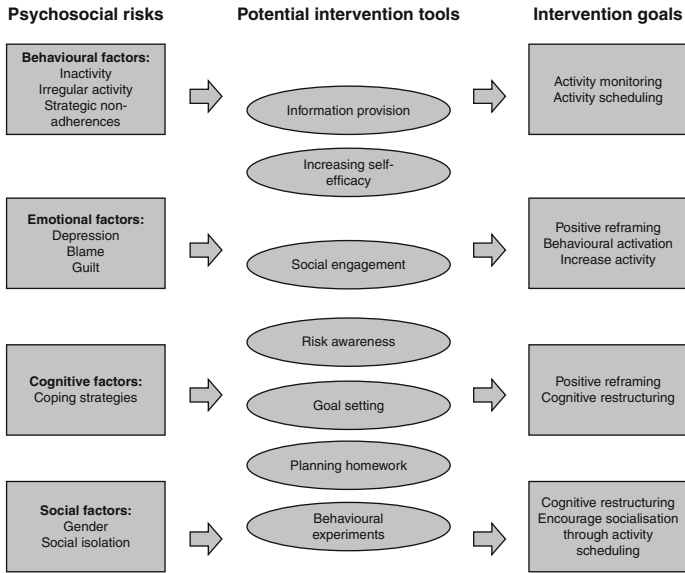 Psychosocial risks
Potential intervention tools
Intervention goals
Behavioural factors:
Inactivity
Irregular activity
Strategic non-
adherences
Information provision
Increasing self-
efficacy
Activity monitoring
Activity scheduling
Emotional factors:
Depression
Blame
Guilt
Social engagement
Positive reframing
Behavioural activation
Increase activity
Risk awareness
Cognitive factors:
Coping strategies
Goal setting
Positive reframing
Cognitive restructuring
Planning homework
Social factors:
Gender
Social isolation
Behavioural
experiments
Cognitive restructuring
Encourage socialisation
through activity
scheduling